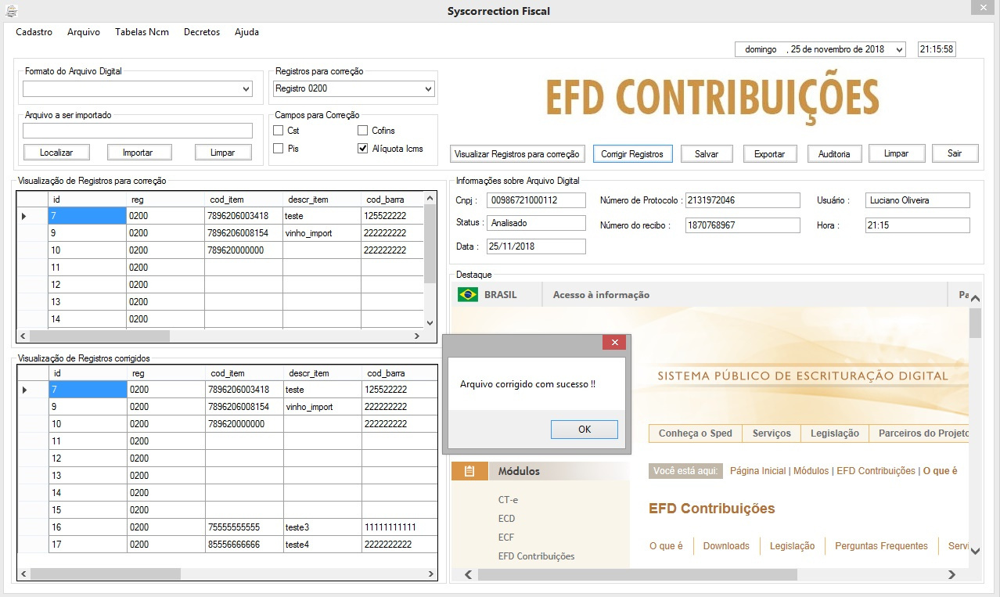 Syscorrection Fiscal
Cadastro Arquivo Tabelas Ncm Decretos Ajuda
domingo , 25 de novembro de 2018 21:15:58
Formato do Arquivo Digital
Registros para correção
Registro 0200
EFD CONTRIBUIÇÕES
Arquivo a ser importado
Campos pira Correção
Cst Cofins
Pis Alíquota Icms
Localizar Importar Limpar
Visualizar Registros para correção Corrigir Registros Salvar Exportar Auditoria Limpar Sair
Visualização de Registros para correção
id reg cod_item descr_item cod_barra
7 0200 7896206003418 teste 125522222
9 0200 7896206008154 vinho_import 222222222
10 0200 789620000000 222222222
11 0200
12 0200
13 0200
14 0200
Informações sobre Arquivo Digital
Cnpj : 00986721000112 Número de Protocolo : 2131972046 Usuário : Luciano Oliveira
Status : Analisado Número do recibo : 1870768967 Hora : 21:15
Data : 25/11/2018
Destaque
BRASIL Acesso à informação Pa
Visualização de Registros corrigidos
id reg cod_item descr_item cod_barra
7 0200 7896206003418 teste 125522222
9 0200 7896206008154 vinho_import 222222222
10 0200 789620000000 222222222
11 0200
12 0200
13 0200
14 0200
15 0200
16 0200 75555555555 teste3 11111111111
17 0200 85556666666 teste4 2222222222
Arquivo corrigido com sucesso !!
OK
SISTEMA PÚBLICO DE ESCRITURAÇÃO DIGITAL
Conheça o Sped Serviços Legislação Parceiros do Projeto
Módulos
CT-e
ECD
ECF
EFD Contribuições
Você está aqui: Página Inicial | Módulos | EFD Contribuições | O que é
EFD Contribuições
O que é Downloads Legislação Perguntas Frequentes Servi